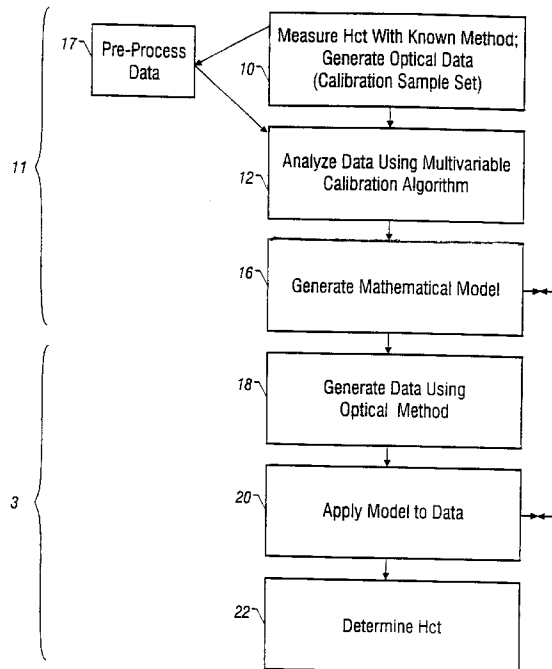 17
Pre-Process
Data
Measure Hct With Known Method;
Generate Optical Data
(Calibration Sample Set)
10
11
Analyze Data Using Multivariable
Calibration Algorithm
12
Generate Mathematical Model
16
Generate Data Using
Optical Method
18
3
Apply Model to Data
20
Determine Hct
22